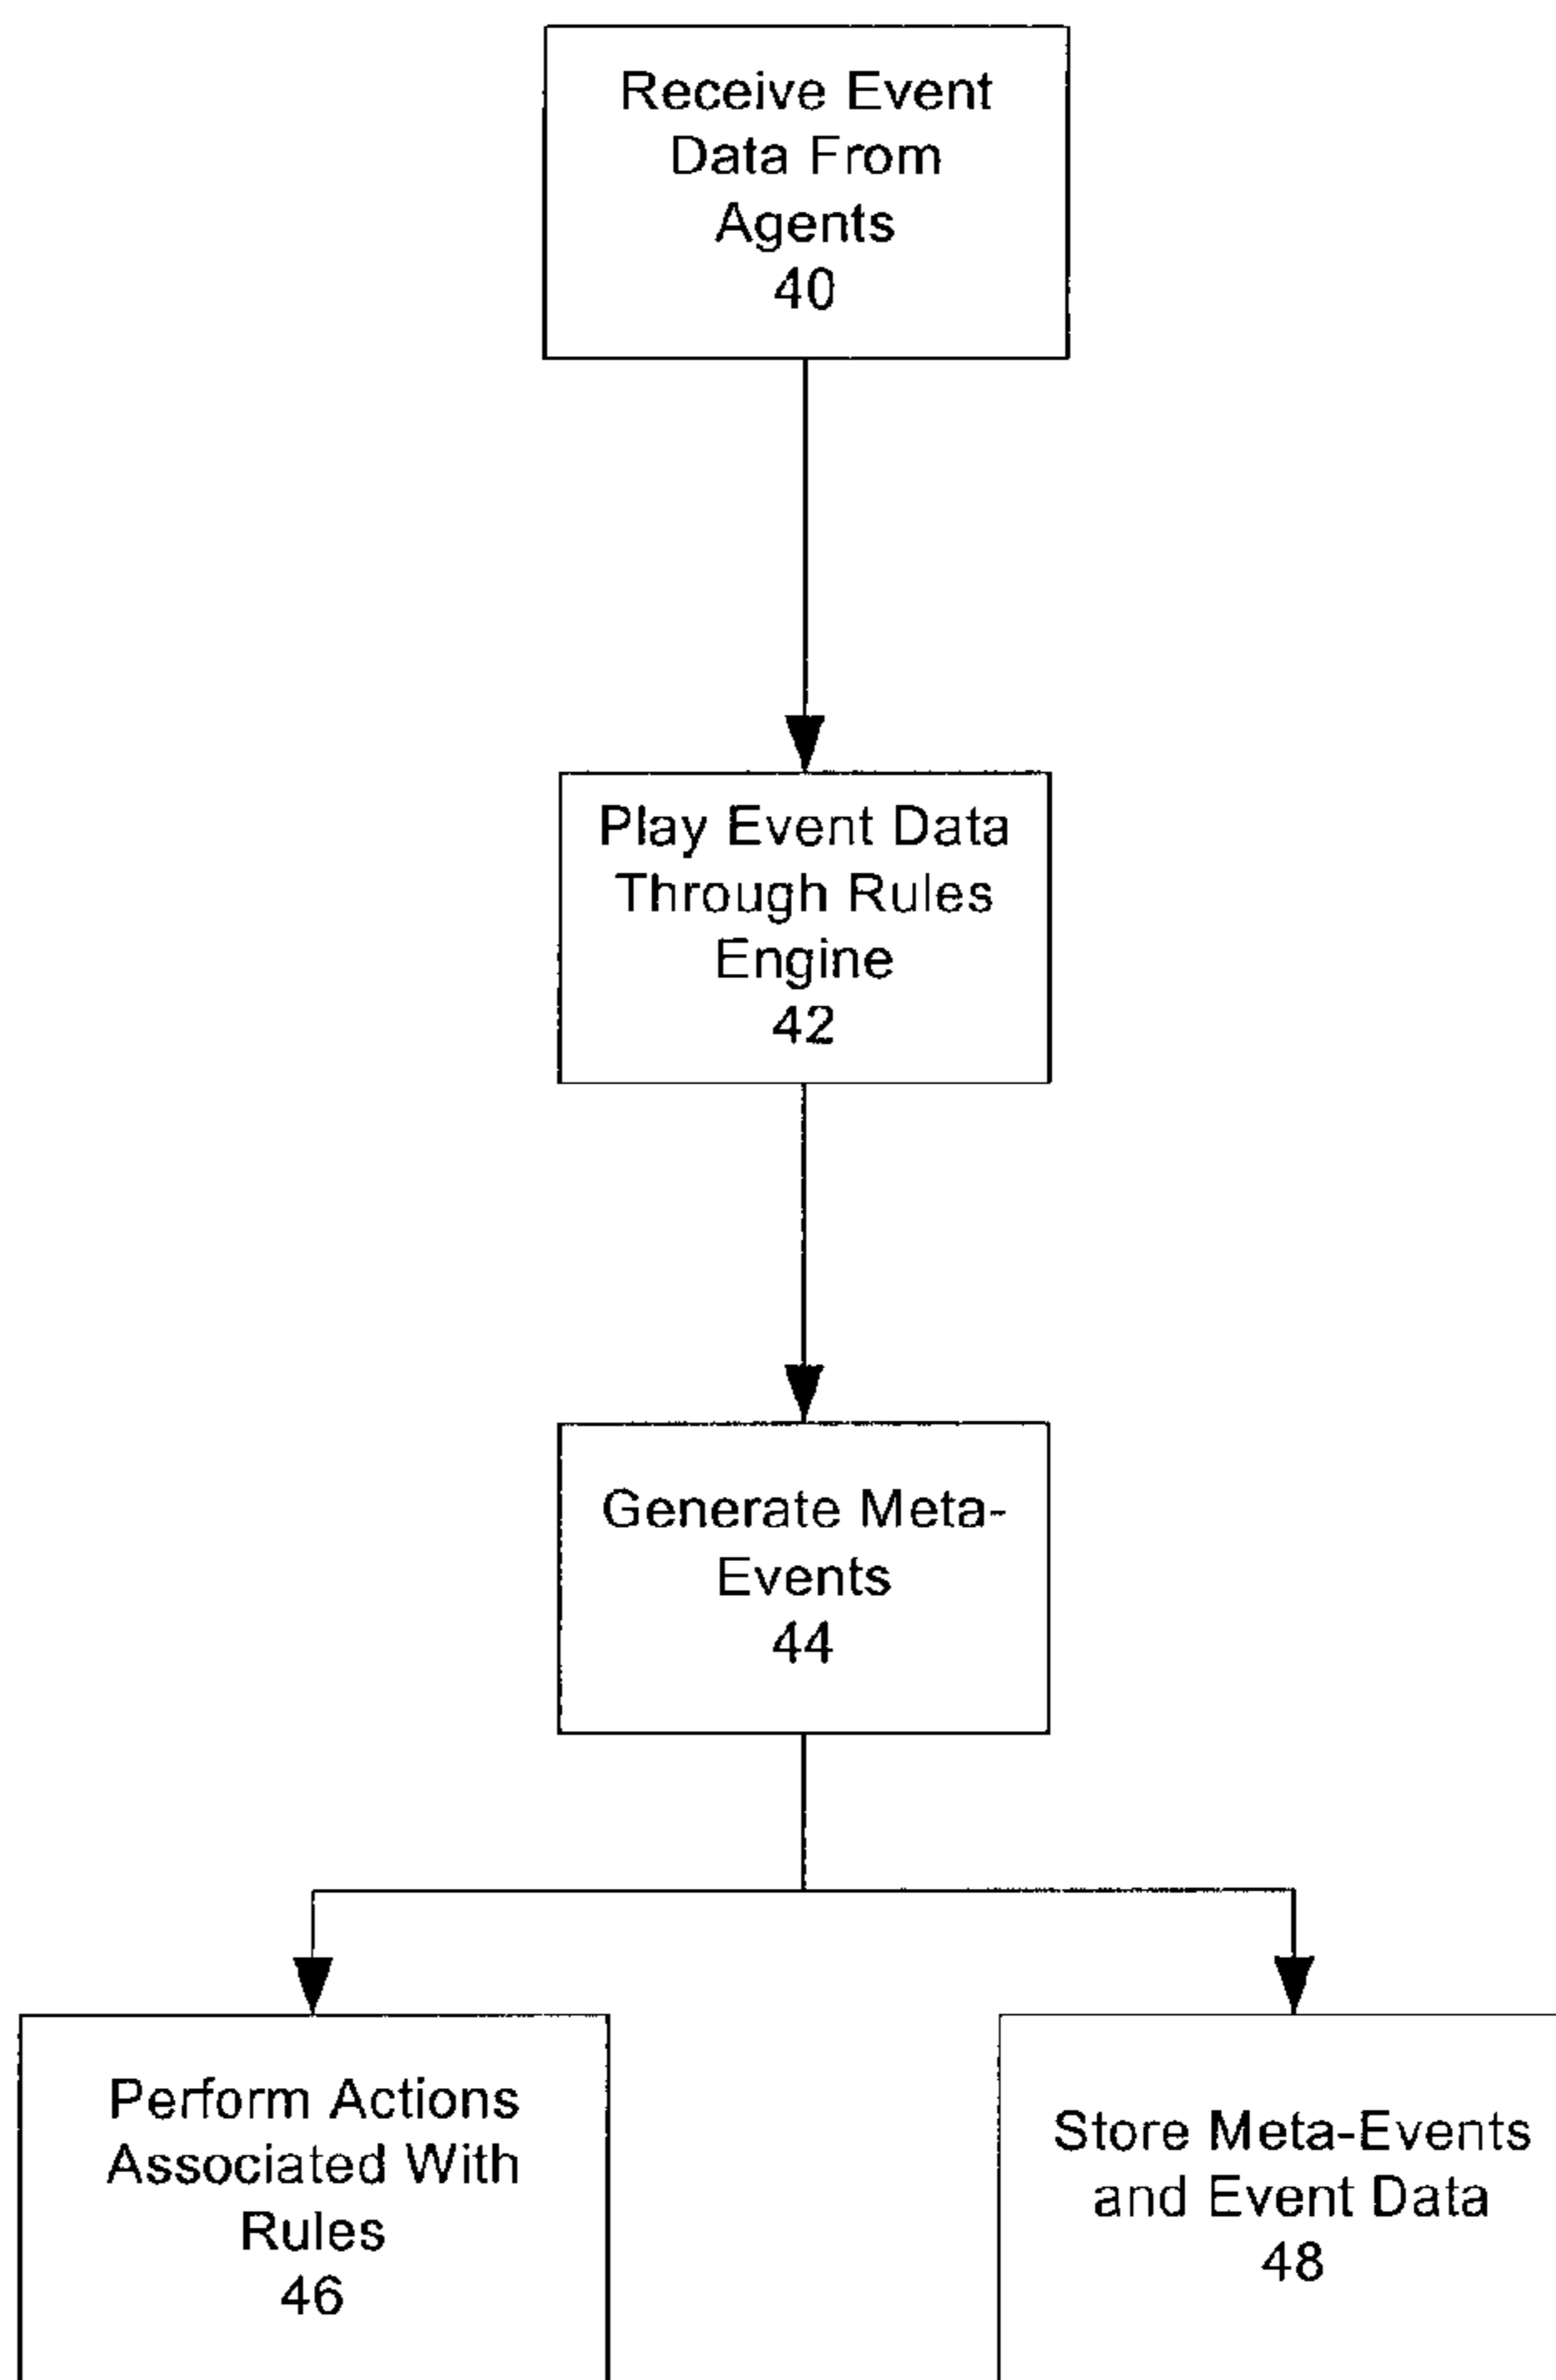 Receive Event
Data From
Agents
40
Play Event Data
Through Rules
Engine
42
Generate Meta-
Events
44
Perform Actions
Associated With
Rules
46
Store Meta-Events
and Event Data
48